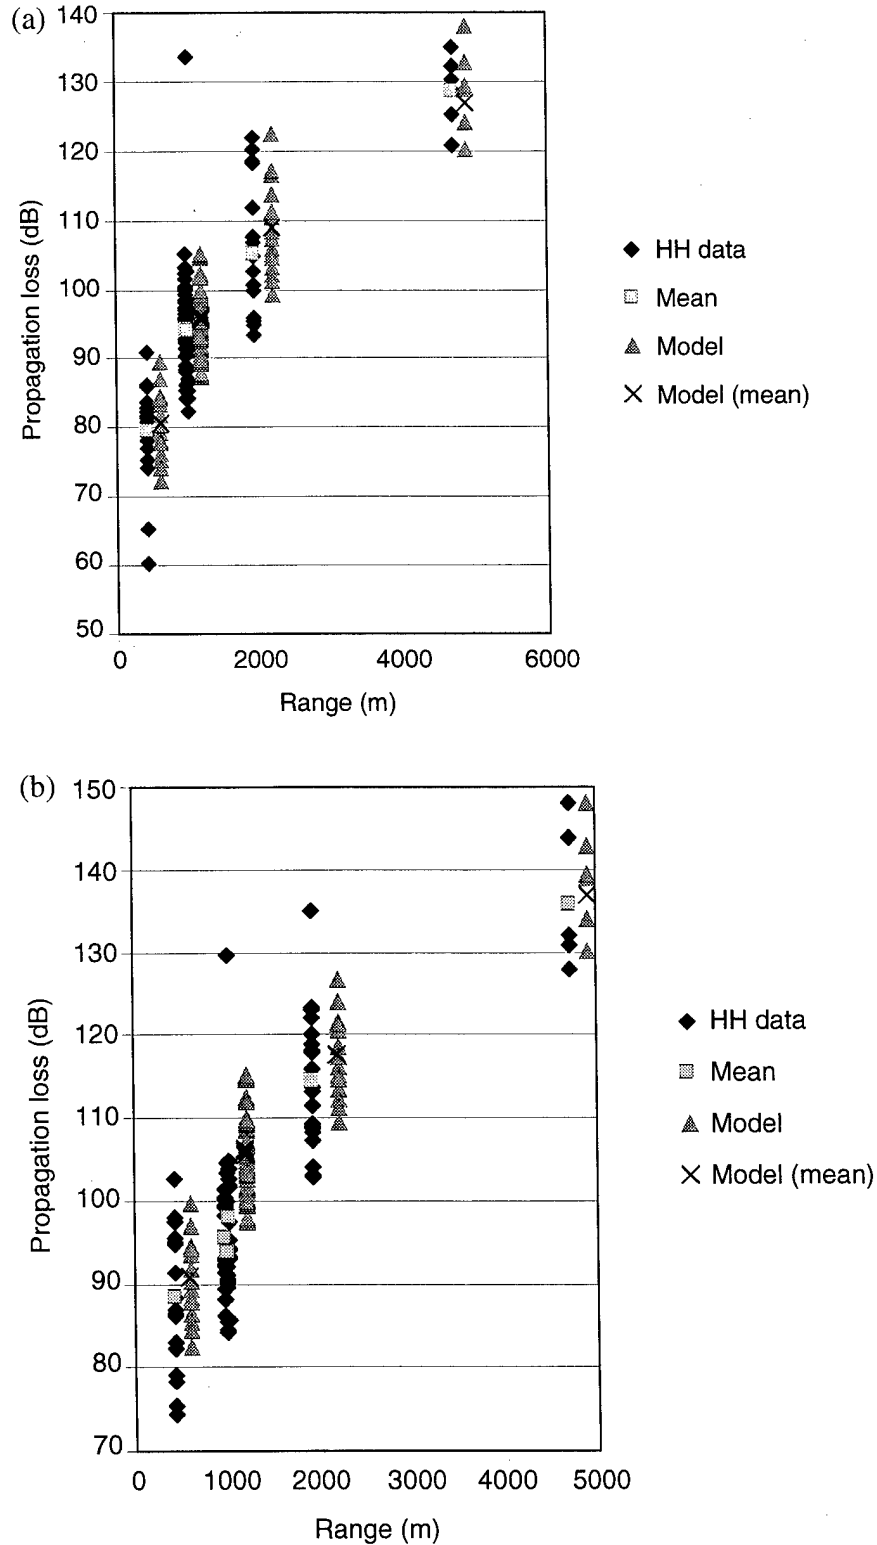 (a)
140
130
120
110
100
90
80
70
60
50
Propagation loss (dB)
0 2000 4000 6000
Range (m)
HH data
Mean
Model
Model (mean)
(b)
150
140
130
120
110
100
90
80
70
Propagation loss (dB)
0 1000 2000 3000 4000 5000
Range (m)
HH data
Mean
Model
Model (mean)